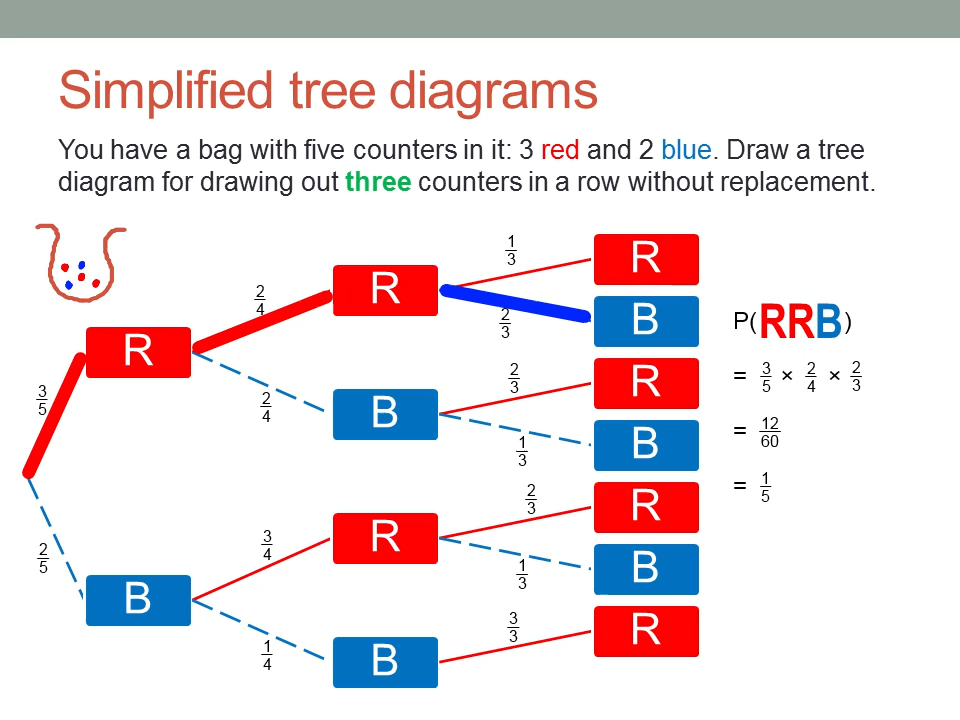 Simplified tree diagrams
You have a bag with five counters in it: 3 red and 2 blue. Draw a tree
diagram for drawing out three counters in a row without replacement.
3/5
2/5
R
B
2/4
2/4
3/4
1/4
R
B
R
B
1/3
2/3
2/3
1/3
2/3
1/3
3/3
R
B
R
B
R
B
R
P(RRB)
= 3/5 × 2/4 × 2/3
= 12/60
= 1/5